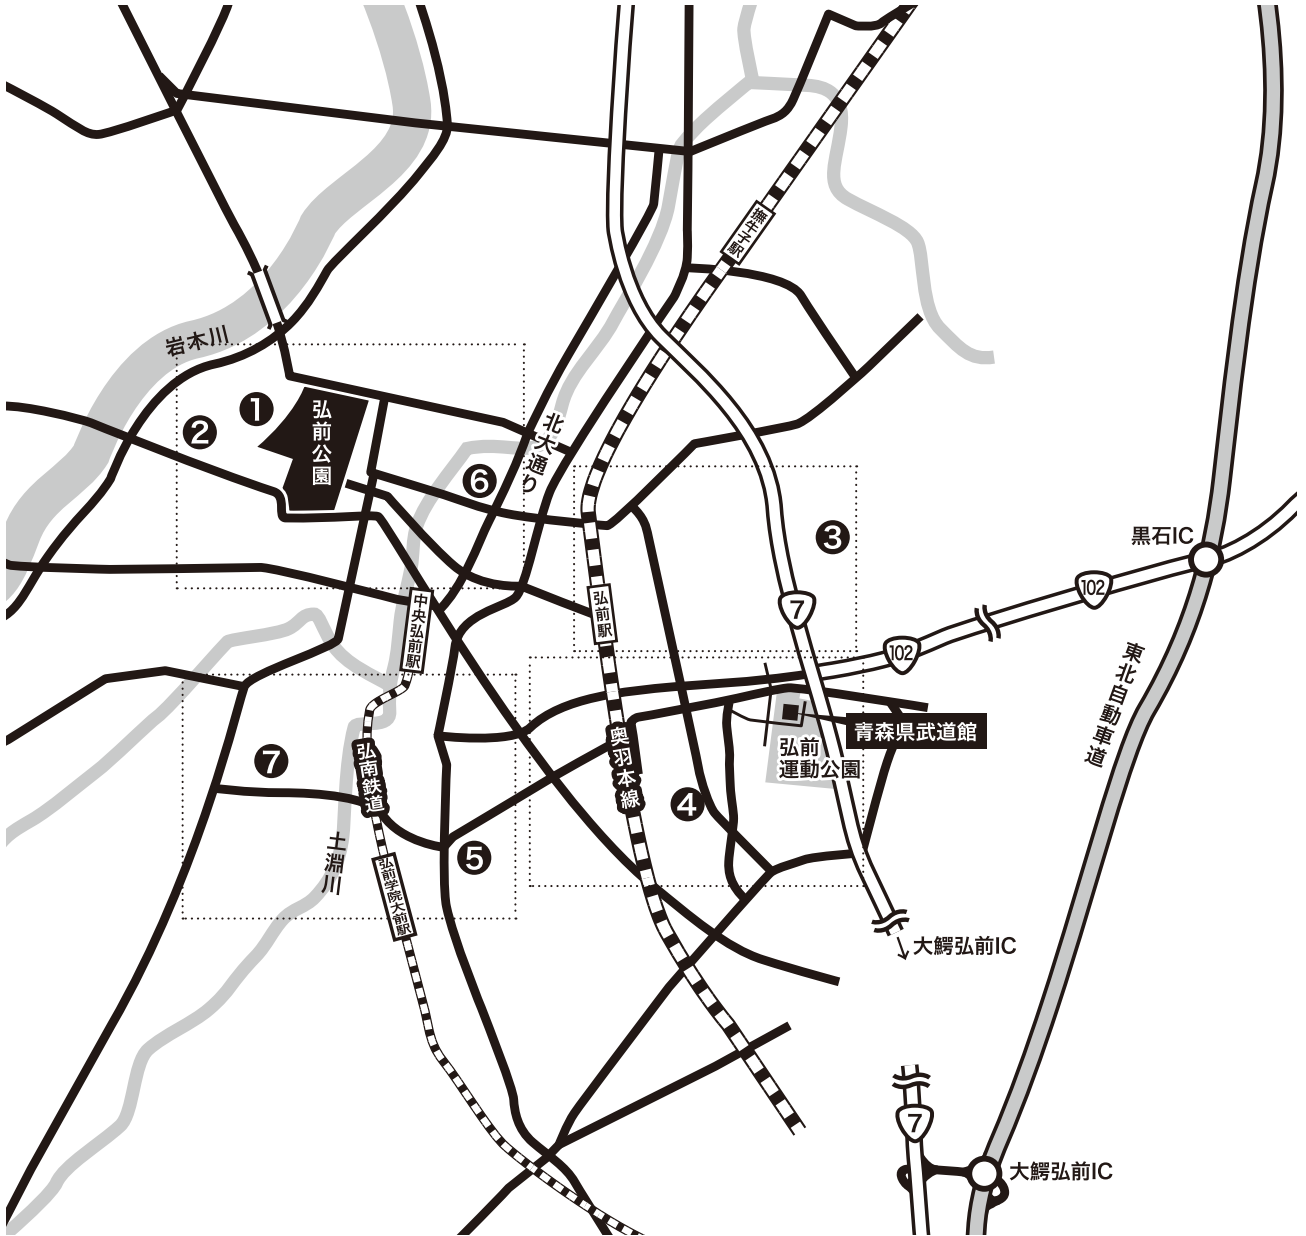 撫牛子駅
岩木川
❶
弘前公園
❷
北大通り
❻
❸
黒石IC
102
中央弘前駅
弘前駅
7
102
東北自動車道
青森県武道館
弘前
運動公園
奥羽本線
弘南鉄道
❼
❹
土淵川
❺
弘前学院大前駅
大鰐弘前IC
7
大鰐弘前IC